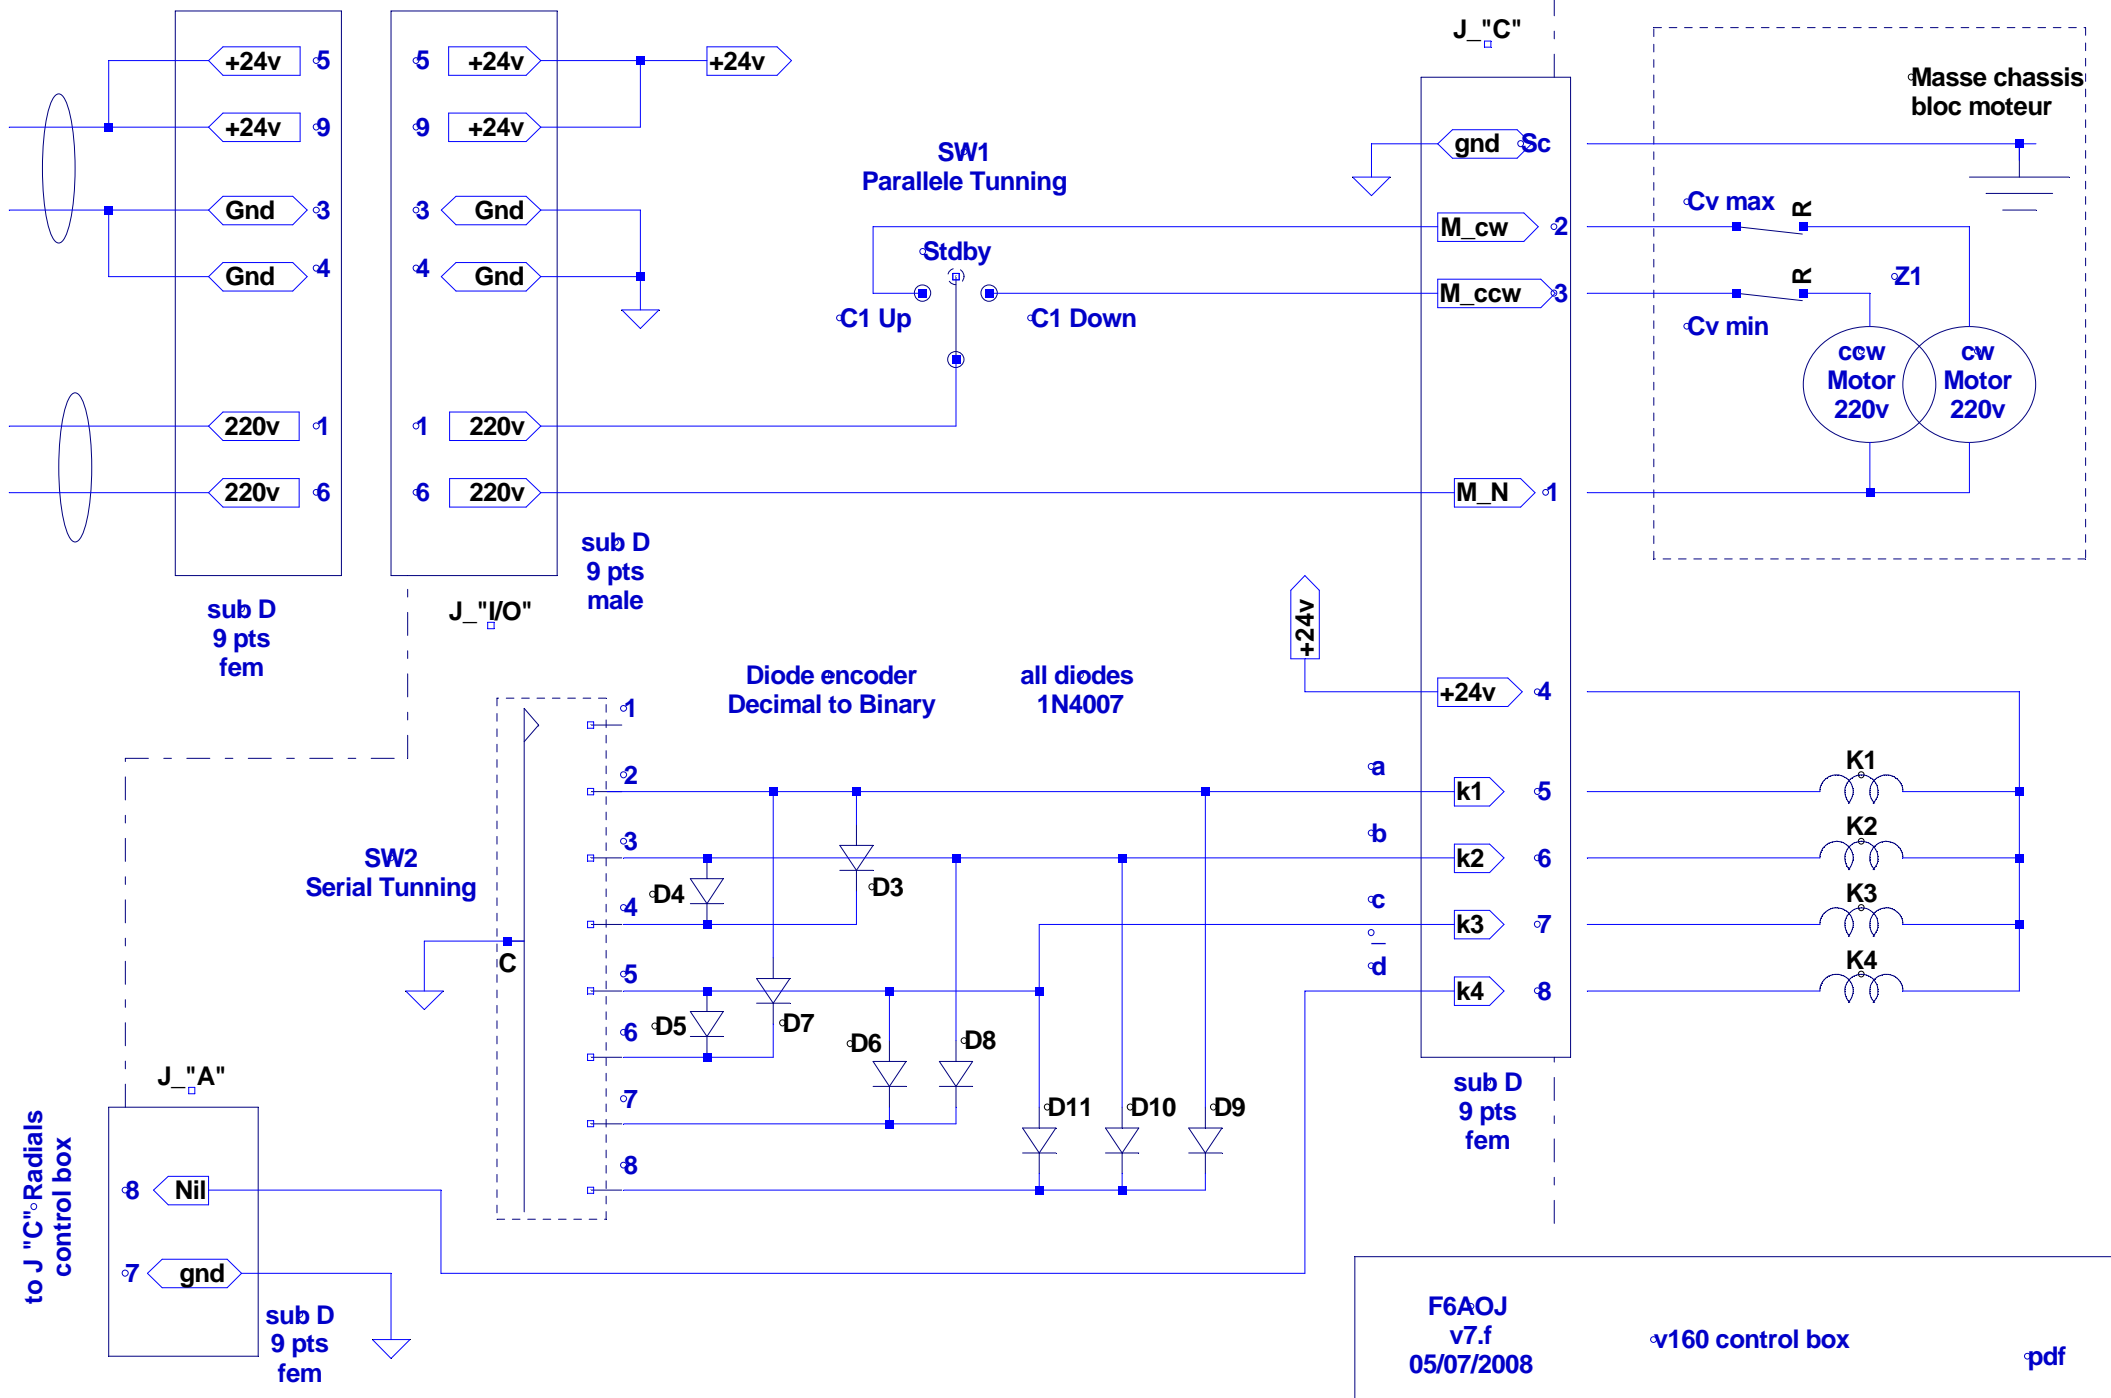 J_"C"
+24v 5
5 +24v
+24v
Masse chassis
bloc moteur
+24v 9
9 +24v
gnd Sc
SW1
Parallele Tunning
Gnd 3
3 Gnd
Cv max
R
M_cw 2
Stdby
Gnd 4
4 Gnd
R
Z1
M_ccw 3
C1 Up
C1 Down
Cv min
ccw
Motor
220v
cw
Motor
220v
220v 1
1 220v
220v 6
6 220v
M_N 1
sub D
9 pts
male
sub D
9 pts
fem
J_"I/O"
+24v
Diode encoder
Decimal to Binary
all diodes
1N4007
+24v 4
1
2
3
4
5
6
7
8
a
b
c
_
d
k1 5
k2 6
k3 7
k4 8
K1
K2
K3
K4
SW2
Serial Tunning
C
D4
D3
D5
D7
D6
D8
D11
D10
D9
sub D
9 pts
fem
J_"A"
to J "C" Radials
control box
8 Nil
7 gnd
sub D
9 pts
fem
F6AOJ
v7.f
05/07/2008
v160 control box
pdf